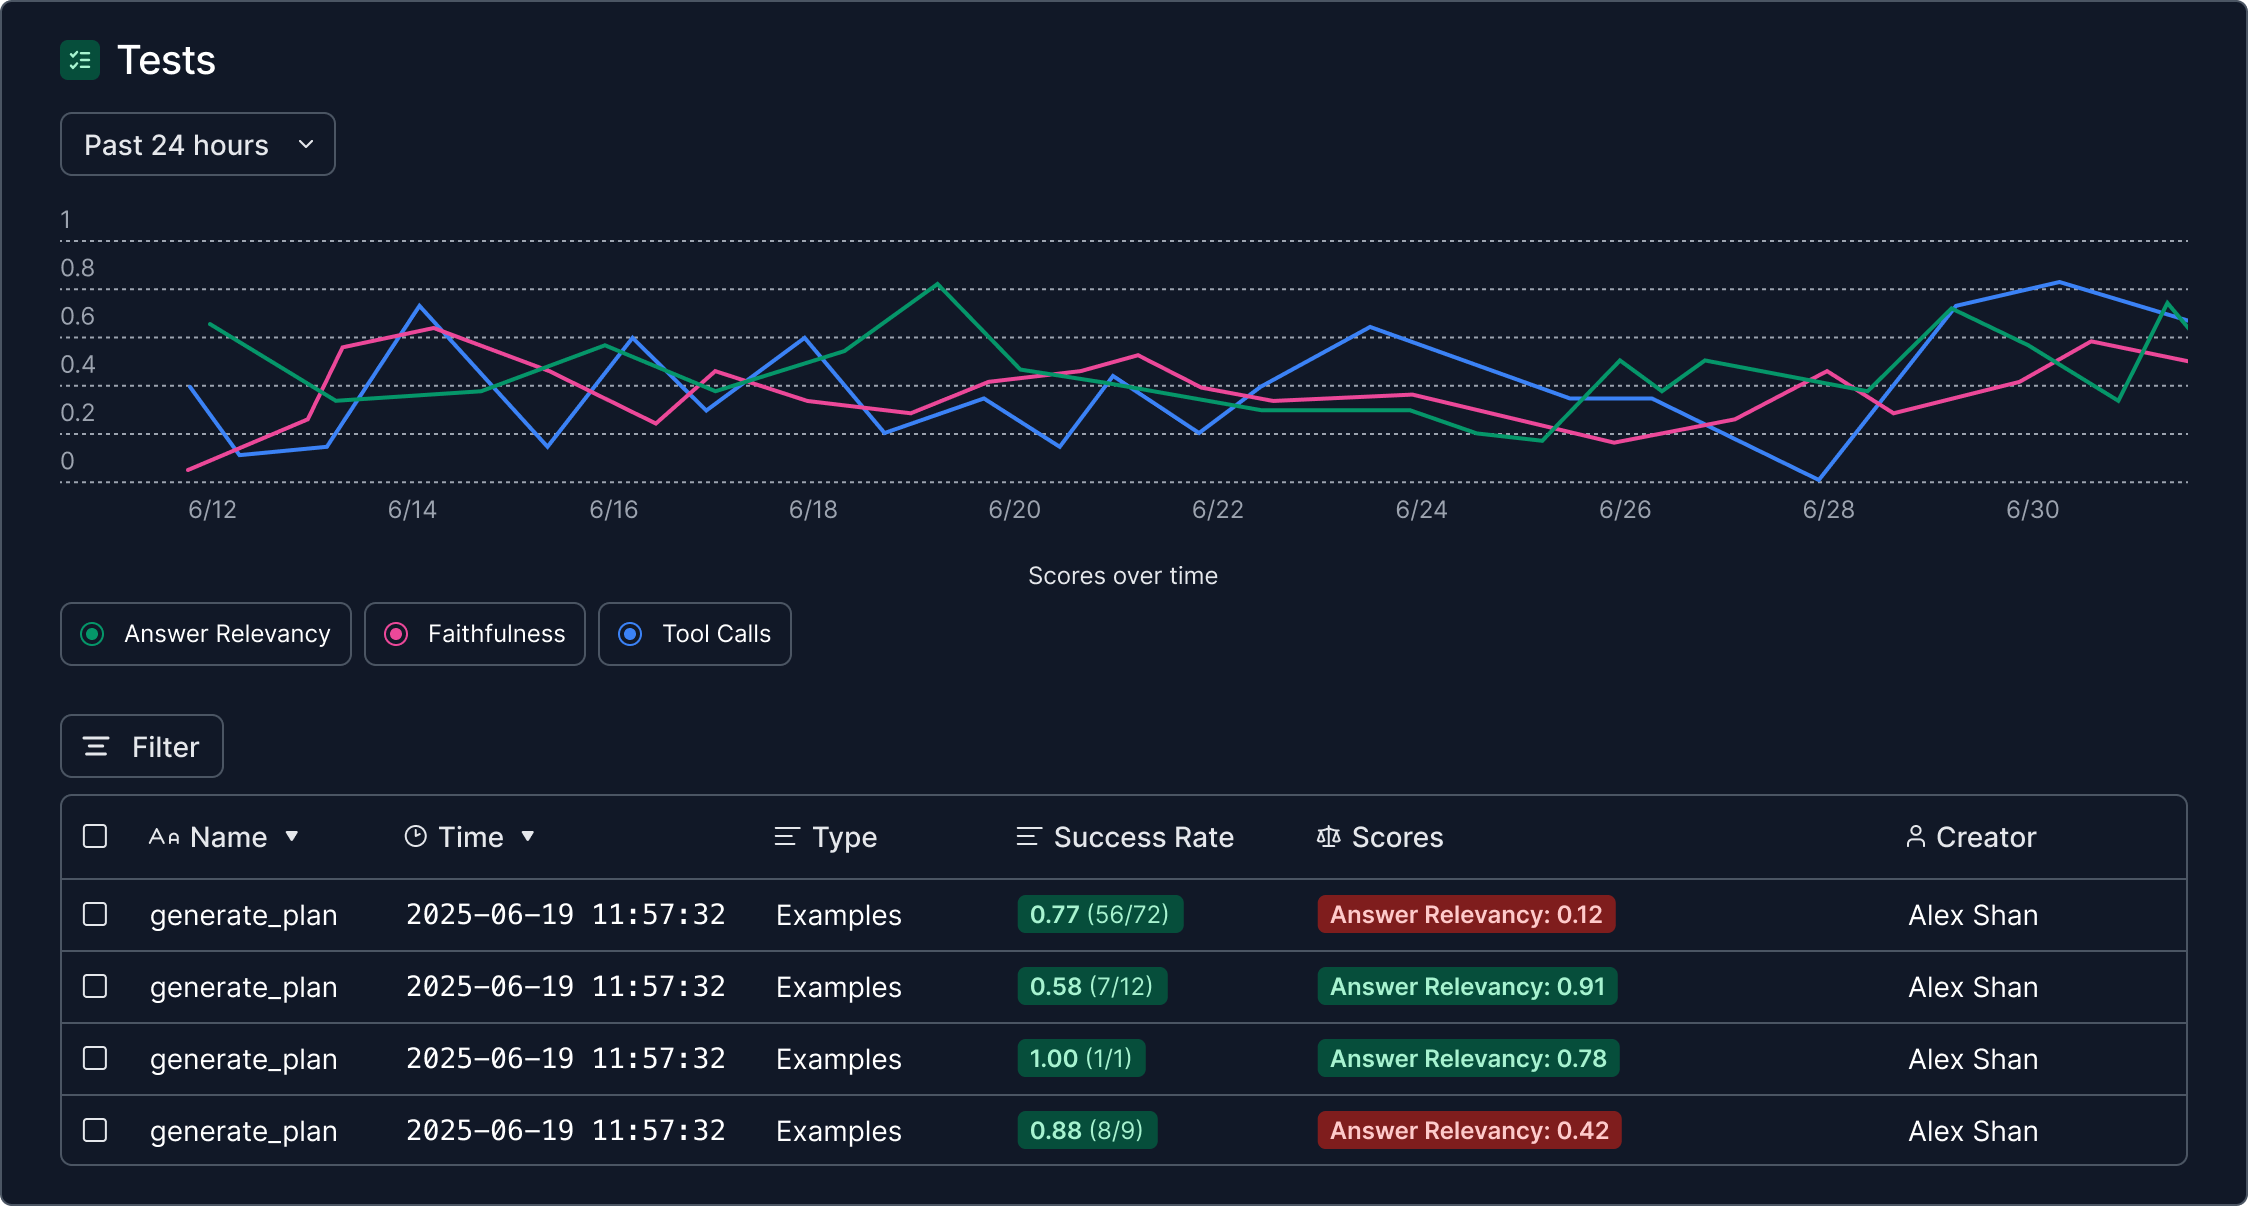 Tests
Past 24 hours
1
0.8
0.6
0.4
0.2
0
6/12 6/14 6/16 6/18 6/20 6/22 6/24 6/26 6/28 6/30
Scores over time
Answer Relevancy Faithfulness Tool Calls
Filter
Name Time Type Success Rate Scores Creator
generate_plan 2025-06-19 11:57:32 Examples 0.77 (56/72) Answer Relevancy: 0.12 Alex Shan
generate_plan 2025-06-19 11:57:32 Examples 0.58 (7/12) Answer Relevancy: 0.91 Alex Shan
generate_plan 2025-06-19 11:57:32 Examples 1.00 (1/1) Answer Relevancy: 0.78 Alex Shan
generate_plan 2025-06-19 11:57:32 Examples 0.88 (8/9) Answer Relevancy: 0.42 Alex Shan